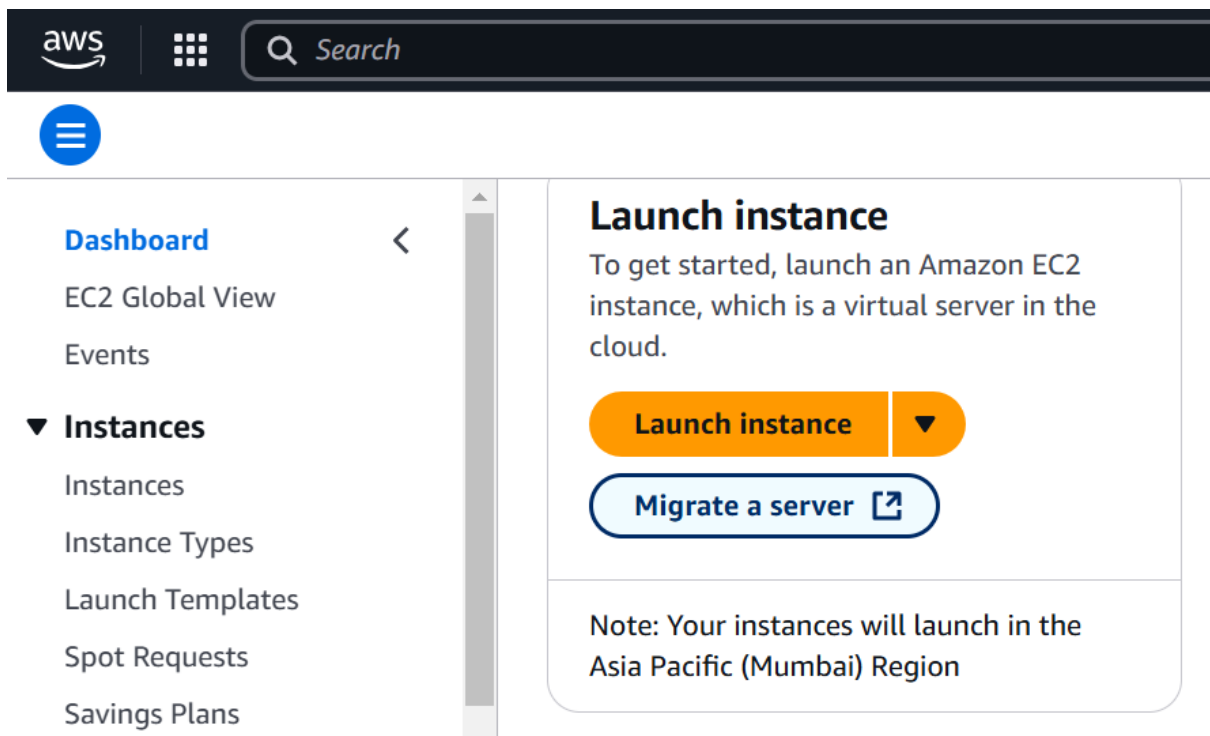 aws
Search
Dashboard
EC2 Global View
Events
Instances
Instances
Instance Types
Launch Templates
Spot Requests
Savings Plans
Launch instance
To get started, launch an Amazon EC2
instance, which is a virtual server in the
cloud.
Launch instance
Migrate a server
Note: Your instances will launch in the
Asia Pacific (Mumbai) Region